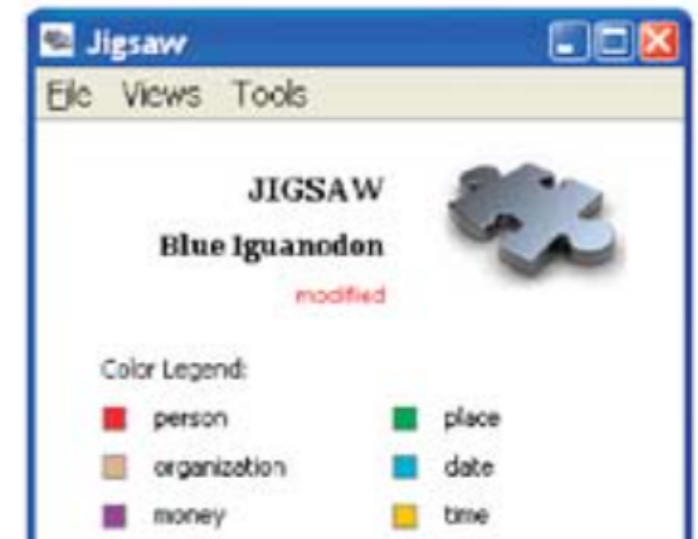 Jigsaw
File Views Tools
JIGSAW
Blue Iguanodon
modified
Color Legend:
person place
organization date
money time